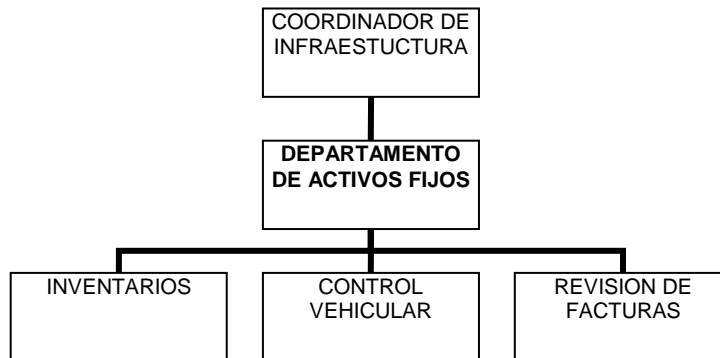 COORDINADOR DE
INFRAESTUCTURA
DEPARTAMENTO
DE ACTIVOS FIJOS
INVENTARIOS
CONTROL
VEHICULAR
REVISION DE
FACTURAS